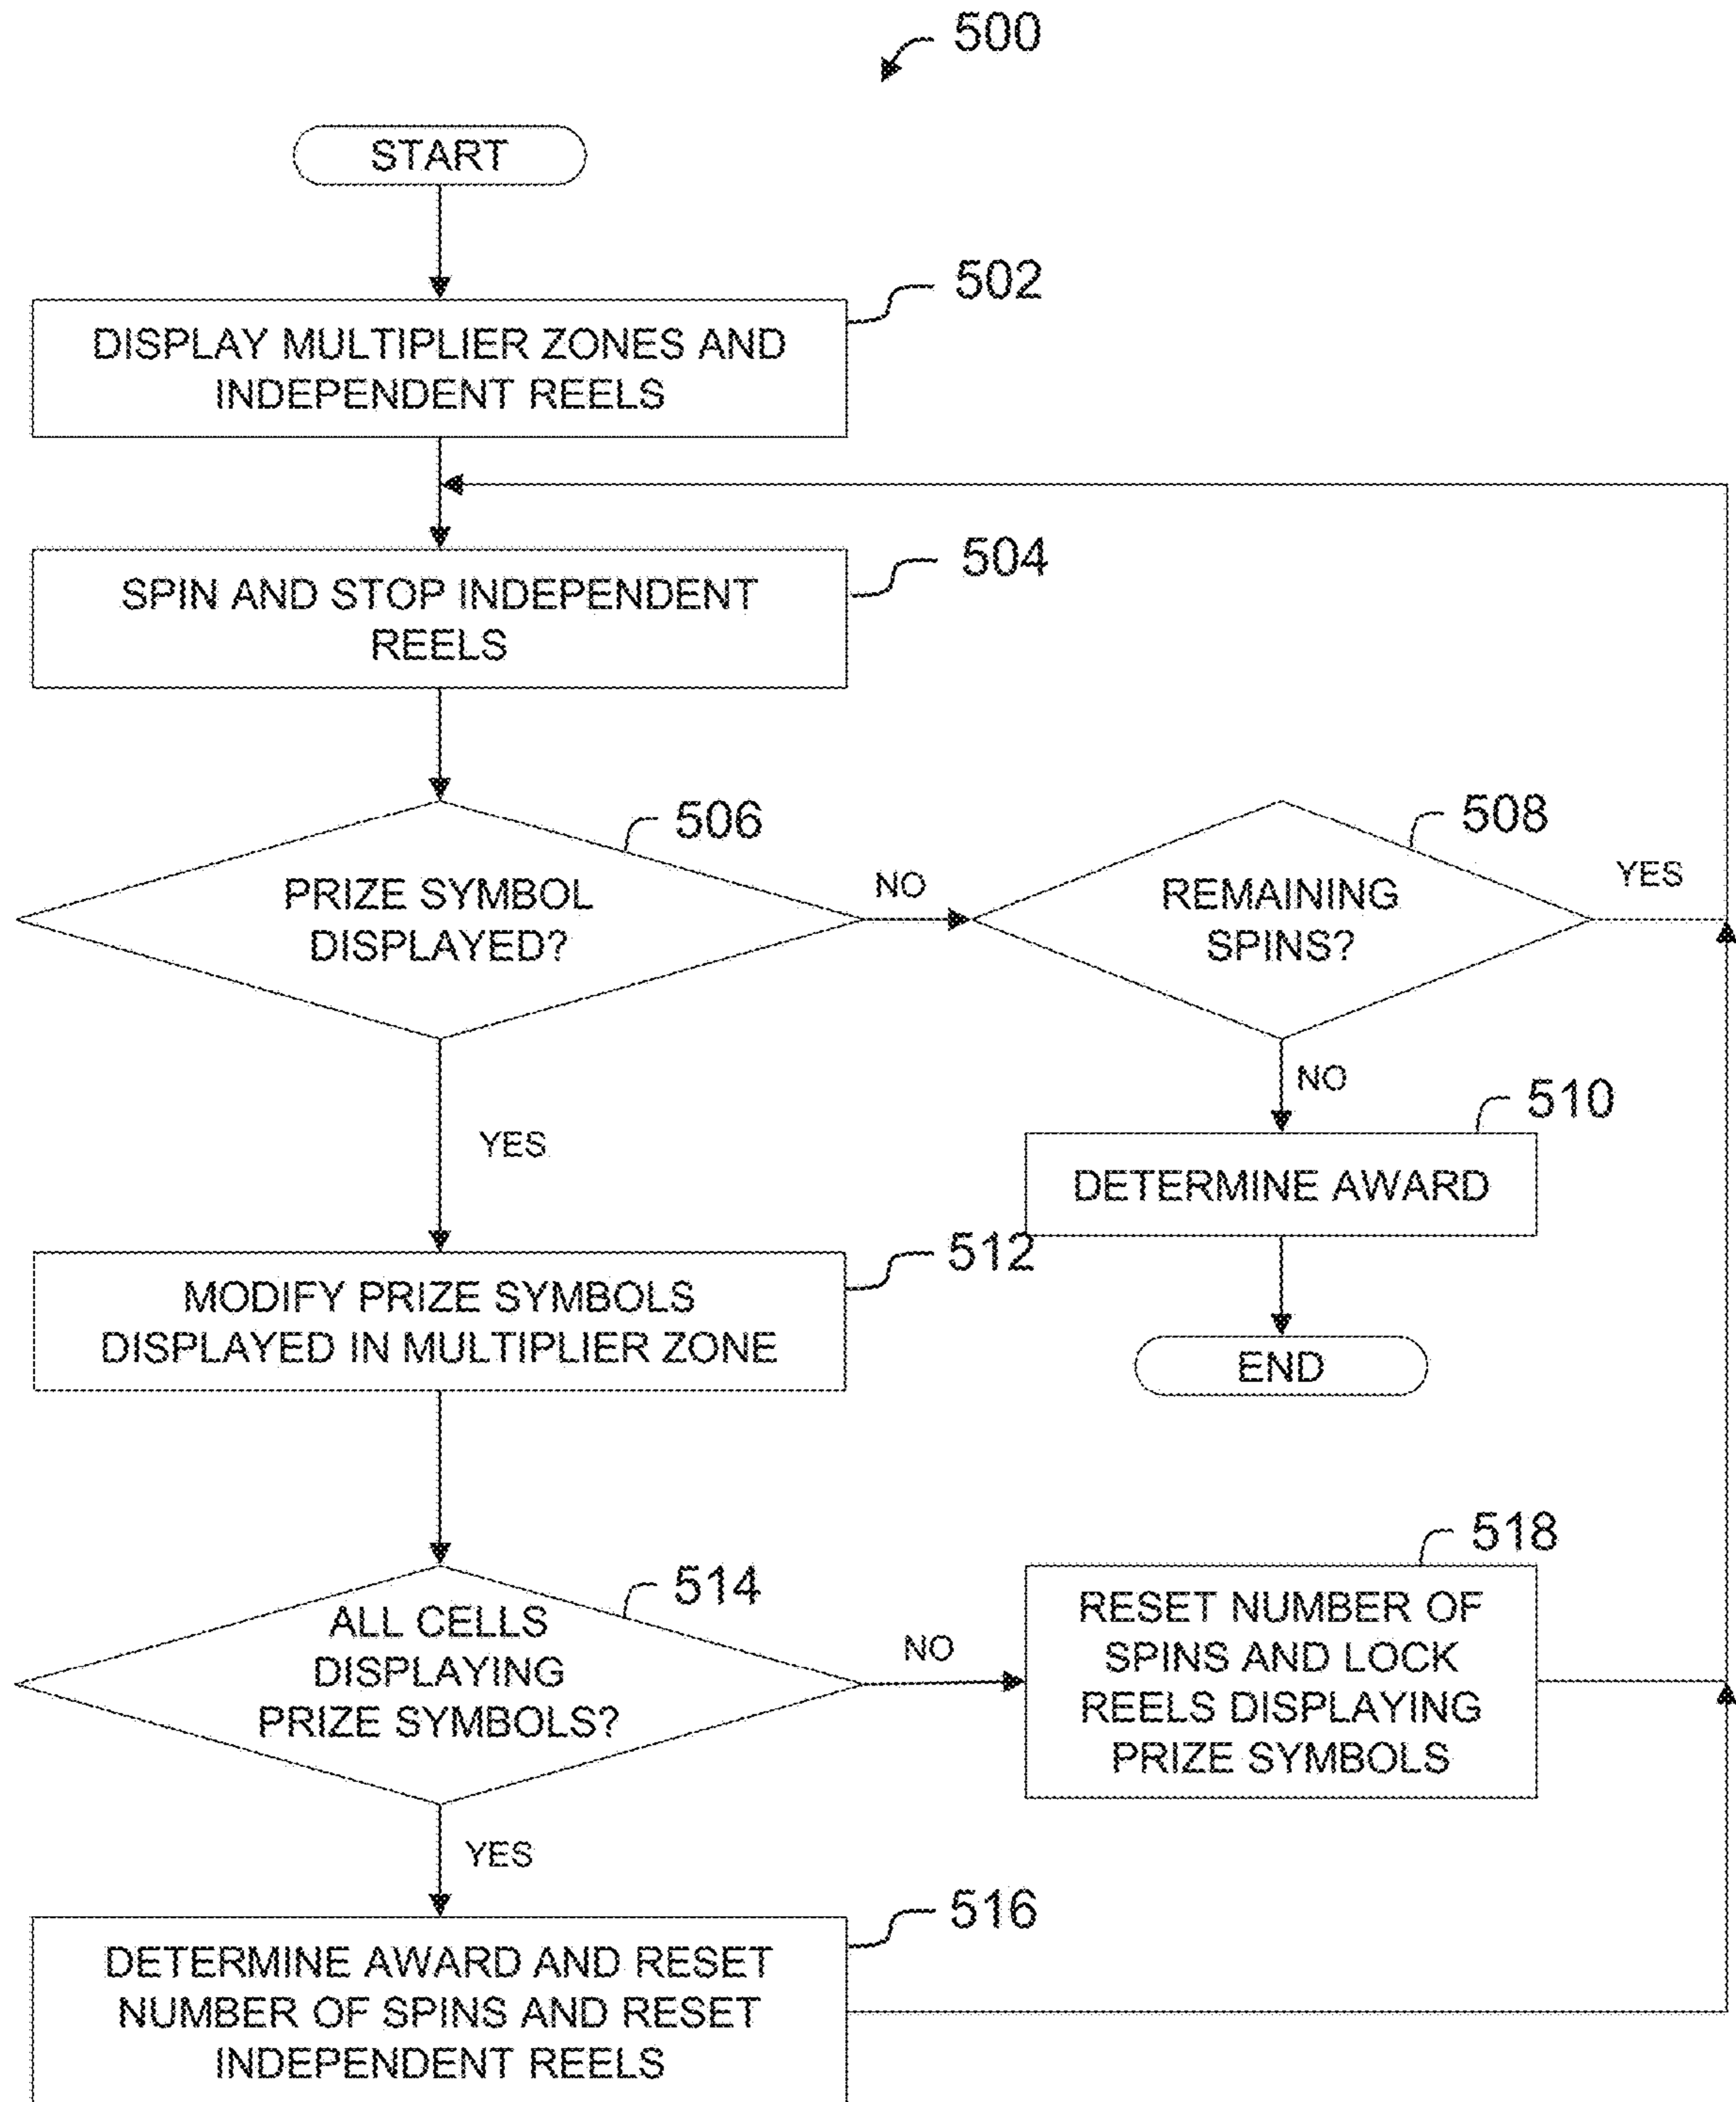 500
START
502
DISPLAY MULTIPLIER ZONES AND
INDEPENDENT REELS
504
SPIN AND STOP INDEPENDENT
REELS
506
PRIZE SYMBOL
DISPLAYED?
NO
508
REMAINING
SPINS?
YES
NO
510
DETERMINE AWARD
END
YES
512
MODIFY PRIZE SYMBOLS
DISPLAYED IN MULTIPLIER ZONE
514
ALL CELLS
DISPLAYING
PRIZE SYMBOLS?
NO
518
RESET NUMBER OF
SPINS AND LOCK
REELS DISPLAYING
PRIZE SYMBOLS
YES
516
DETERMINE AWARD AND RESET
NUMBER OF SPINS AND RESET
INDEPENDENT REELS